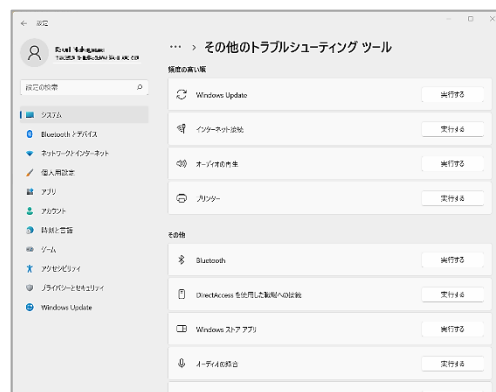 ← 設定
… › その他のトラブルシューティング ツール
設定の検索
システム
Bluetooth とデバイス
ネットワークとインターネット
個人用設定
アプリ
アカウント
時刻と言語
ゲーム
アクセシビリティ
プライバシーとセキュリティ
Windows Update
頻度の高い順
Windows Update 実行する
インターネット接続 実行する
オーディオの再生 実行する
プリンター 実行する
その他
Bluetooth 実行する
DirectAccess を使用した職場への接続 実行する
Windows ストア アプリ 実行する
オーディオの録音 実行する